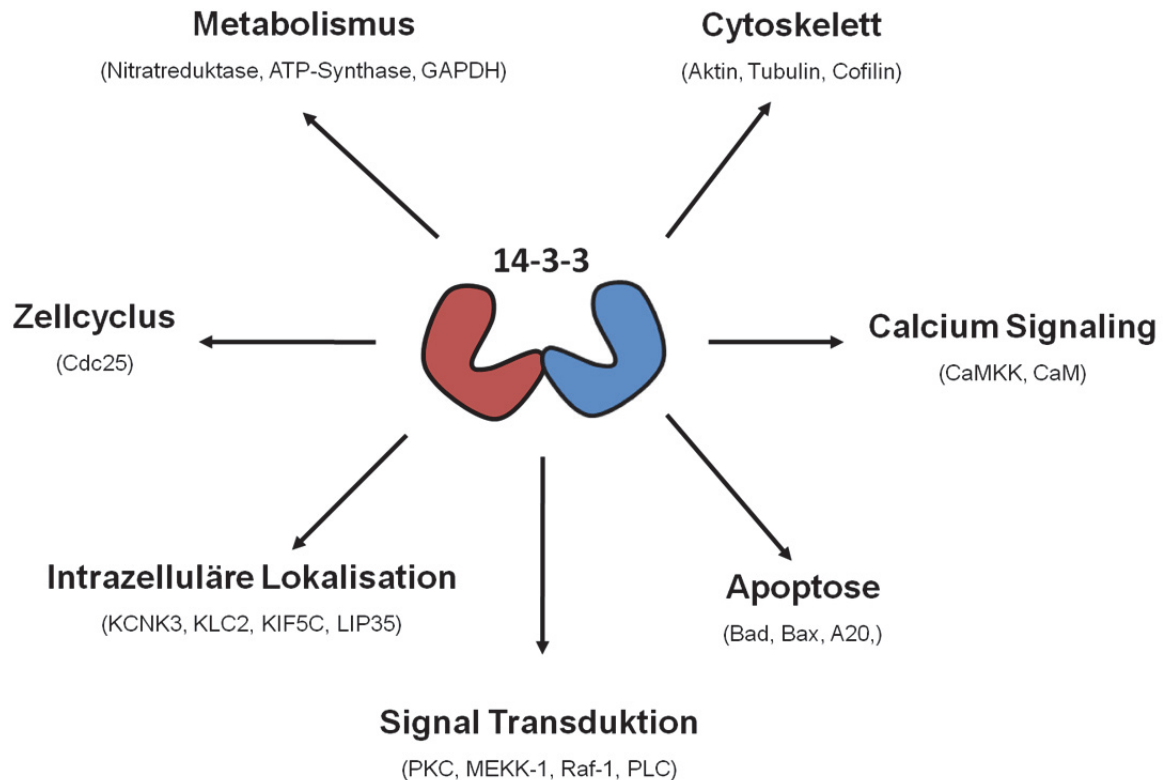 Metabolismus
(Nitratreduktase, ATP-Synthase, GAPDH)
Cytoskelett
(Aktin, Tubulin, Cofilin)
14-3-3
Zellcyclus
(Cdc25)
Calcium Signaling
(CaMKK, CaM)
Intrazelluläre Lokalisation
(KCNK3, KLC2, KIF5C, LIP35)
Apoptose
(Bad, Bax, A20,)
Signal Transduktion
(PKC, MEKK-1, Raf-1, PLC)